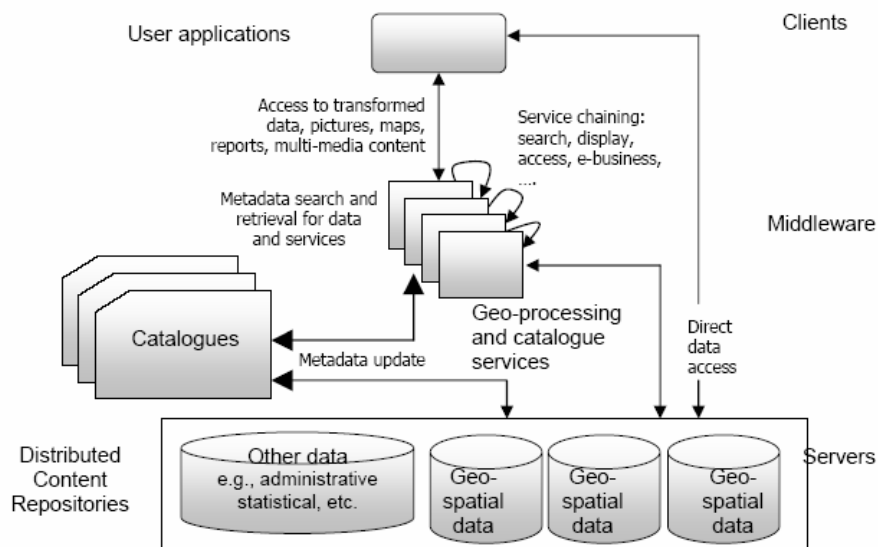 User applications
Clients
Access to transformed
data, pictures, maps,
reports, multi-media content
Service chaining:
search, display,
access, e-business,
....
Metadata search and
retrieval for data
and services
Middleware
Geo-processing
and catalogue
services
Direct
data
access
Catalogues
Metadata update
Distributed
Content
Repositories
Other data
e.g., administrative
statistical, etc.
Geo-
spatial
data
Geo-
spatial
data
Geo-
spatial
data
Servers